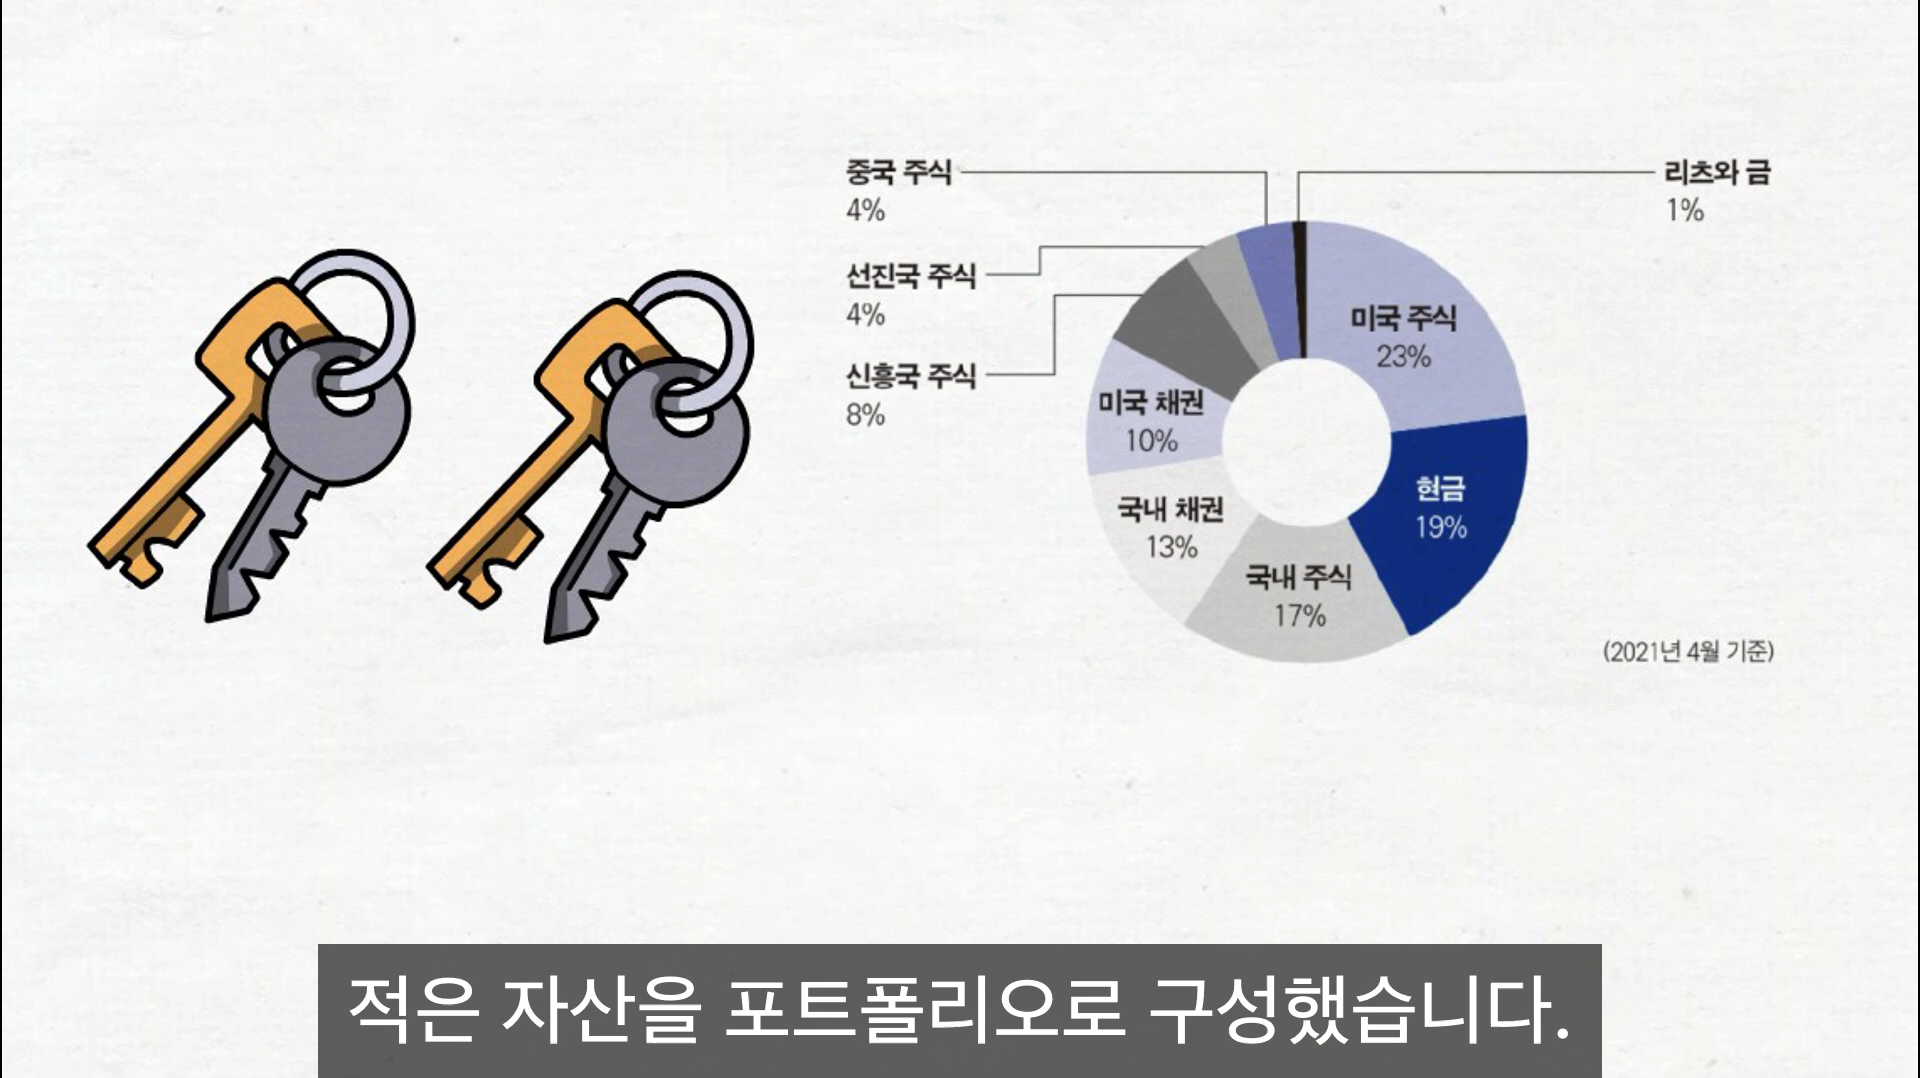 중국 주식
4%
리츠와 금
1%
선진국 주식
4%
신흥국 주식
8%
미국 주식
23%
미국 채권
10%
현금
19%
국내 채권
13%
국내 주식
17%
(2021년 4월 기준)
적은 자산을 포트폴리오로 구성했습니다.